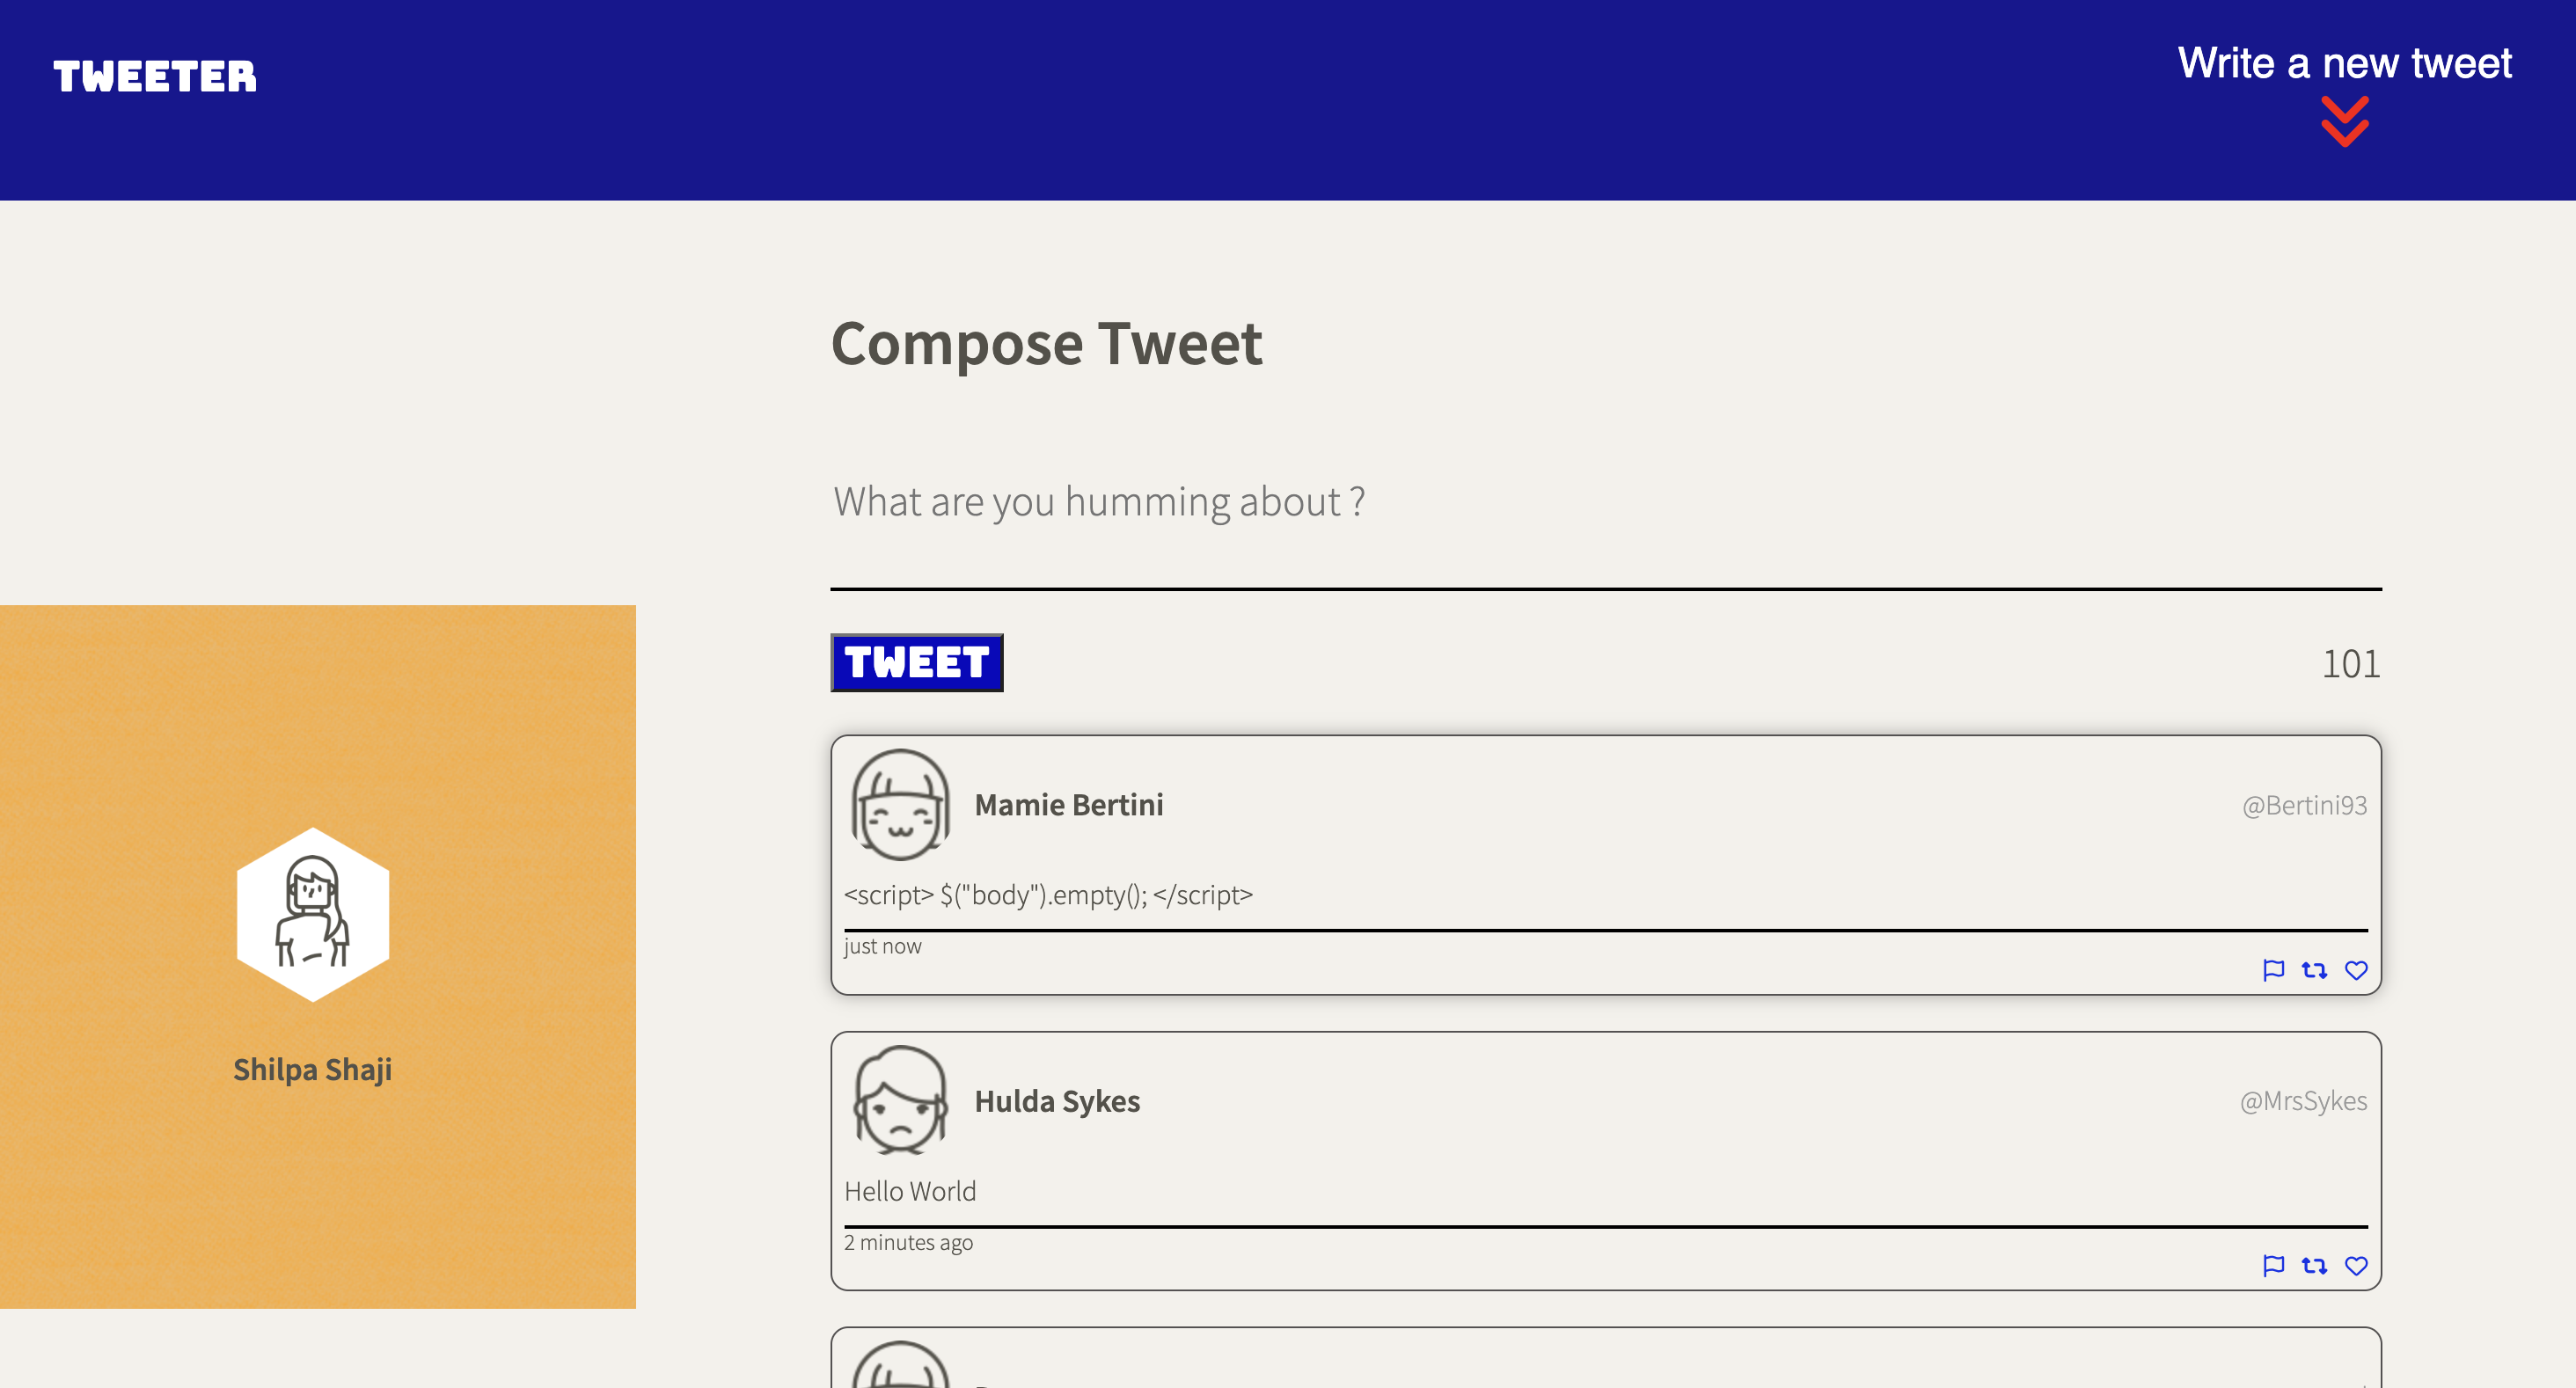 TWEETER
Write a new tweet
Compose Tweet
What are you humming about ?
TWEET
101
Mamie Bertini
@Bertini93
<script> $("body").empty(); </script>
just now
Shilpa Shaji
Hulda Sykes
@MrsSykes
Hello World
2 minutes ago